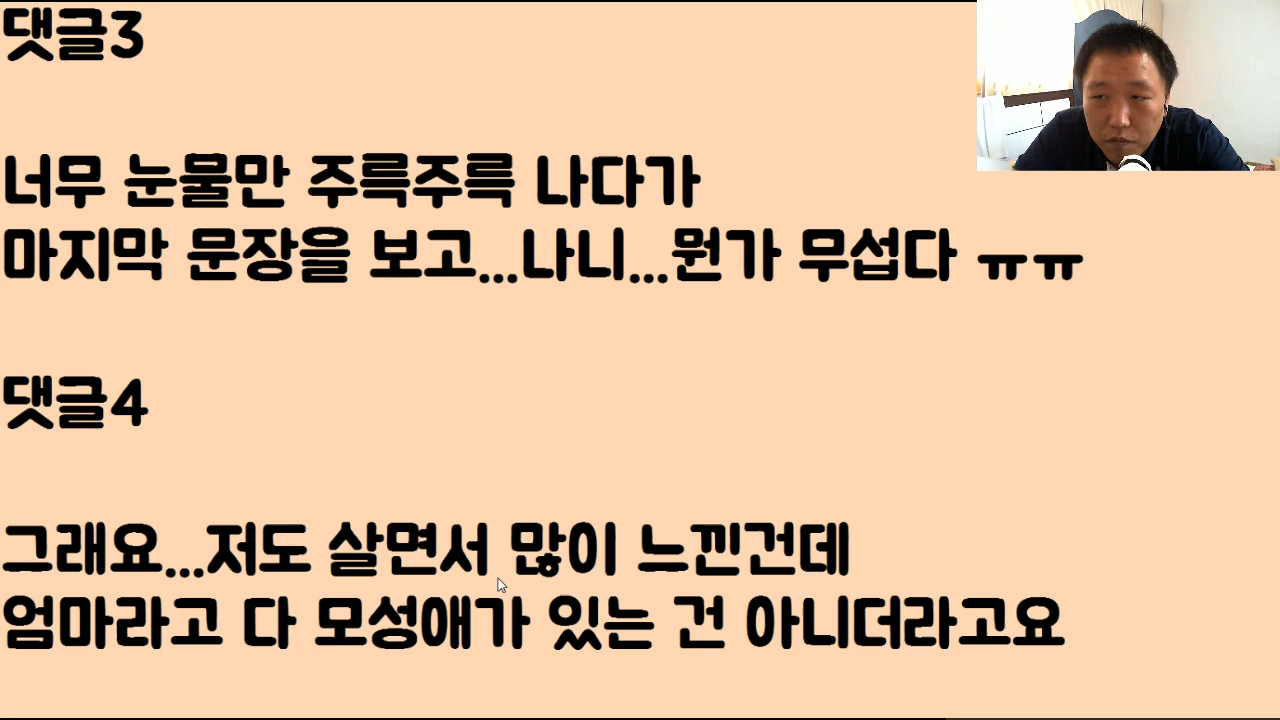 댓글3
너무 눈물만 주륵주륵 나다가
마지막 문장을 보고...나니...뭔가 무섭다 ㅠㅠ
댓글4
그래요...저도 살면서 많이 느낀건데
엄마라고 다 모성애가 있는 건 아니더라고요